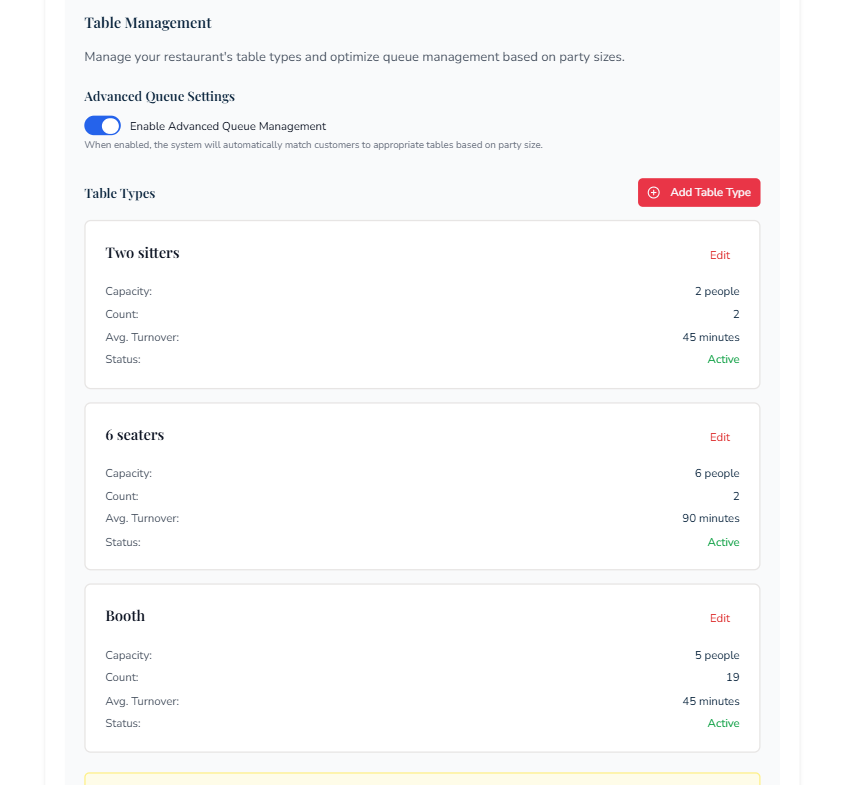 Table Management
Manage your restaurant's table types and optimize queue management based on party sizes.
Advanced Queue Settings
Enable Advanced Queue Management
When enabled, the system will automatically match customers to appropriate tables based on party size.
Table Types
Add Table Type
Two sitters
Edit
Capacity: 2 people
Count: 2
Avg. Turnover: 45 minutes
Status: Active
6 seaters
Edit
Capacity: 6 people
Count: 2
Avg. Turnover: 90 minutes
Status: Active
Booth
Edit
Capacity: 5 people
Count: 19
Avg. Turnover: 45 minutes
Status: Active